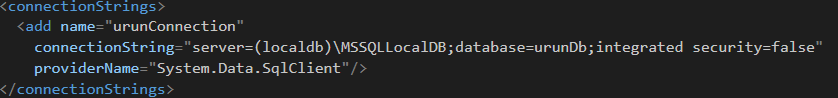 <connectionStrings>
<add name="urunConnection"
connectionString="server=(localdb)\MSSQLLocalDB;database=urunDb;integrated security=false"
providerName="System.Data.SqlClient"/>
</connectionStrings>